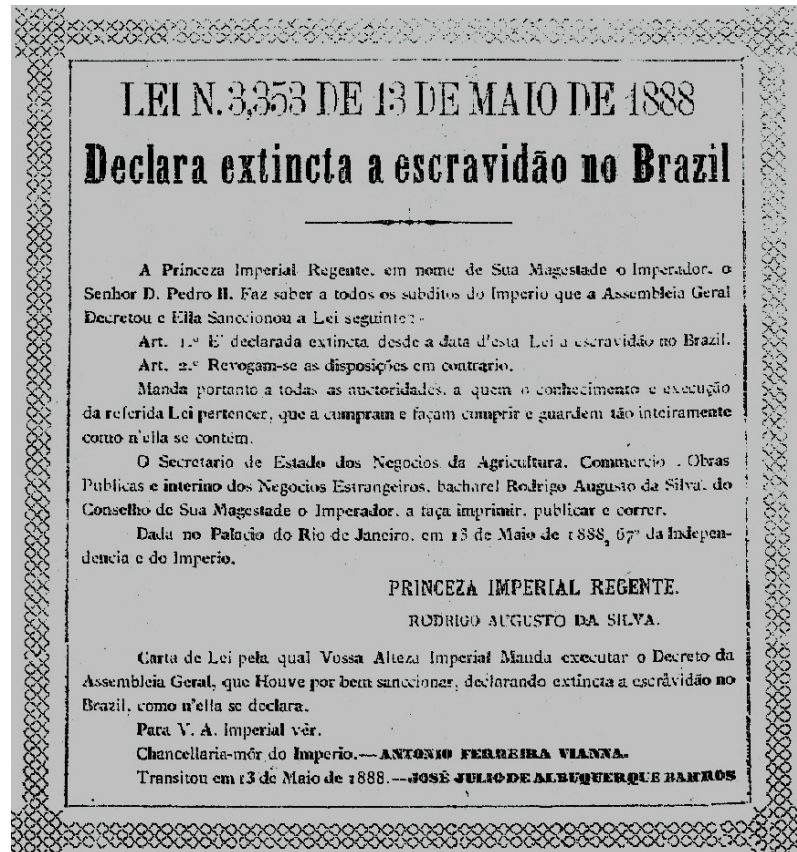 LEI N. 3,353 DE 13 DE MAIO DE 1888
Declara extincta a escravidão no Brazil
A Princeza Imperial Regente, em nome de Sua Magestade o Imperador, o
Senhor D. Pedro II, Faz saber a todos os subditos do Imperio que a Assembleia Geral
Decretou e Ella Sanccionou a Lei seguinte:-
Art. 1.º E' declarada extincta desde a data d'esta Lei a escravidão no Brazil.
Art. 2.º Revogam-se as disposições em contrario.
Manda portanto a todas as auctoridades, a quem o conhecimento e execução
da referida Lei pertencer, que a cumpram e façam cumprir e guardem tão inteiramente
como n'ella se contém.
O Secretario de Estado dos Negocios da Agricultura, Commercio . Obras
Publicas e interino dos Negocios Estrangeiros, bacharel Rodrigo Augusto da Silva, do
Conselho de Sua Magestade o Imperador, a faça imprimir, publicar e correr.
Dada no Palacio do Rio de Janeiro, em 13 de Maio de 1888, 67º da Indepen-
dencia e do Imperio.
PRINCEZA IMPERIAL REGENTE.
RODRIGO AUGUSTO DA SILVA.
Carta de Lei pela qual Vossa Alteza Imperial Manda executar o Decreto da
Assembleia Geral, que Houve por bem sanccionar, declarando extincta a escravidão no
Brazil, como n'ella se declara.
Para V. A. Imperial vêr.
Chancellaria-mór do Imperio.—ANTONIO FERREIRA VIANNA.
Transitou em 13 de Maio de 1888.—JOSÉ JULIO DE ALBUQUERQUE BARROS